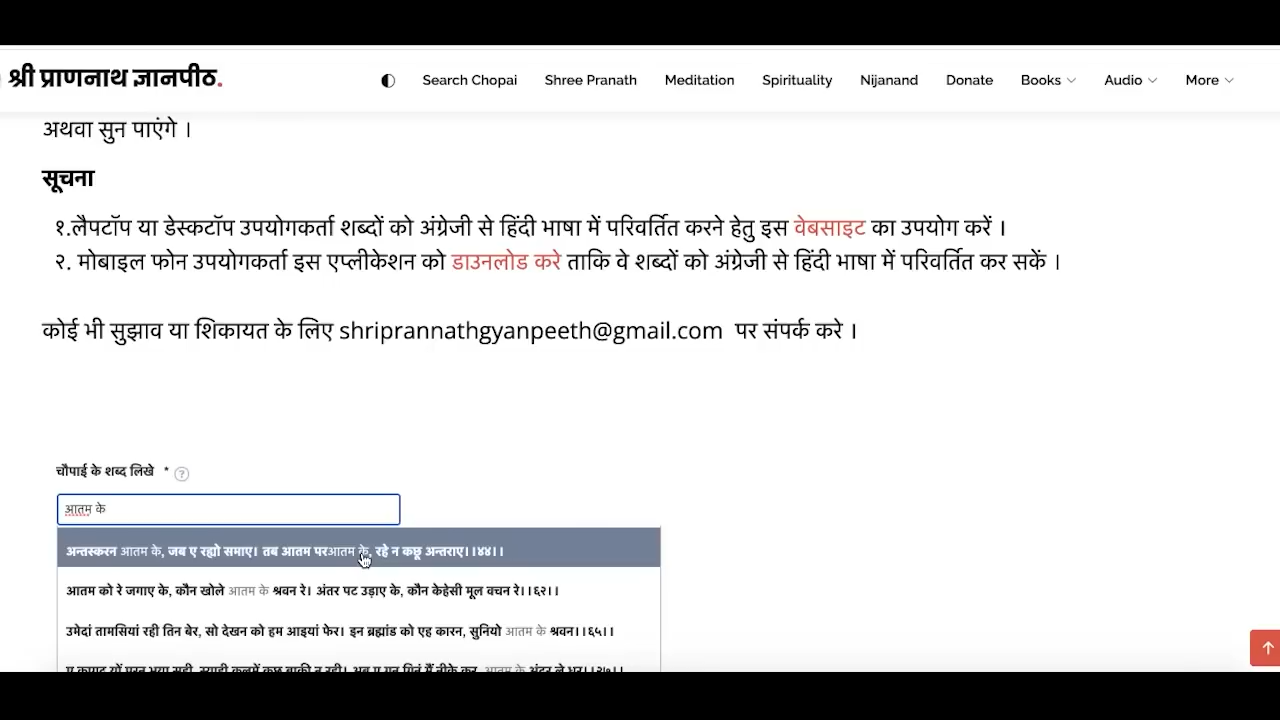 श्री प्राणनाथ ज्ञानपीठ.
Search Chopai
Shree Pranath
Meditation
Spirituality
Nijanand
Donate
Books
Audio
More
अथवा सुन पाएंगे ।
सूचना
१.लैपटॉप या डेस्कटॉप उपयोगकर्ता शब्दों को अंग्रेजी से हिंदी भाषा में परिवर्तित करने हेतु इस वेबसाइट का उपयोग करें ।
२. मोबाइल फोन उपयोगकर्ता इस एप्लीकेशन को डाउनलोड करे ताकि वे शब्दों को अंग्रेजी से हिंदी भाषा में परिवर्तित कर सकें ।
कोई भी सुझाव या शिकायत के लिए shriprannathgyanpeeth@gmail.com पर संपर्क करे ।
चौपाई के शब्द लिखे * ?
आतम के
अन्तस्करन आतम के, जब ए रह्यो समाए। तब आतम परआतम के, रहे न कछू अन्तराए।।४४।।
आतम को रे जगाए के, कौन खोले आतम के श्रवन रे। अंतर पट उड़ाए के, कौन केहेसी मूल वचन रे।।६२।।
उमेदां तामसियां रही तिन बेर, सो देखन को हम आइयां फेर। इन ब्रह्मांड को एह कारन, सुनियो आतम के श्रवन।।६५।।